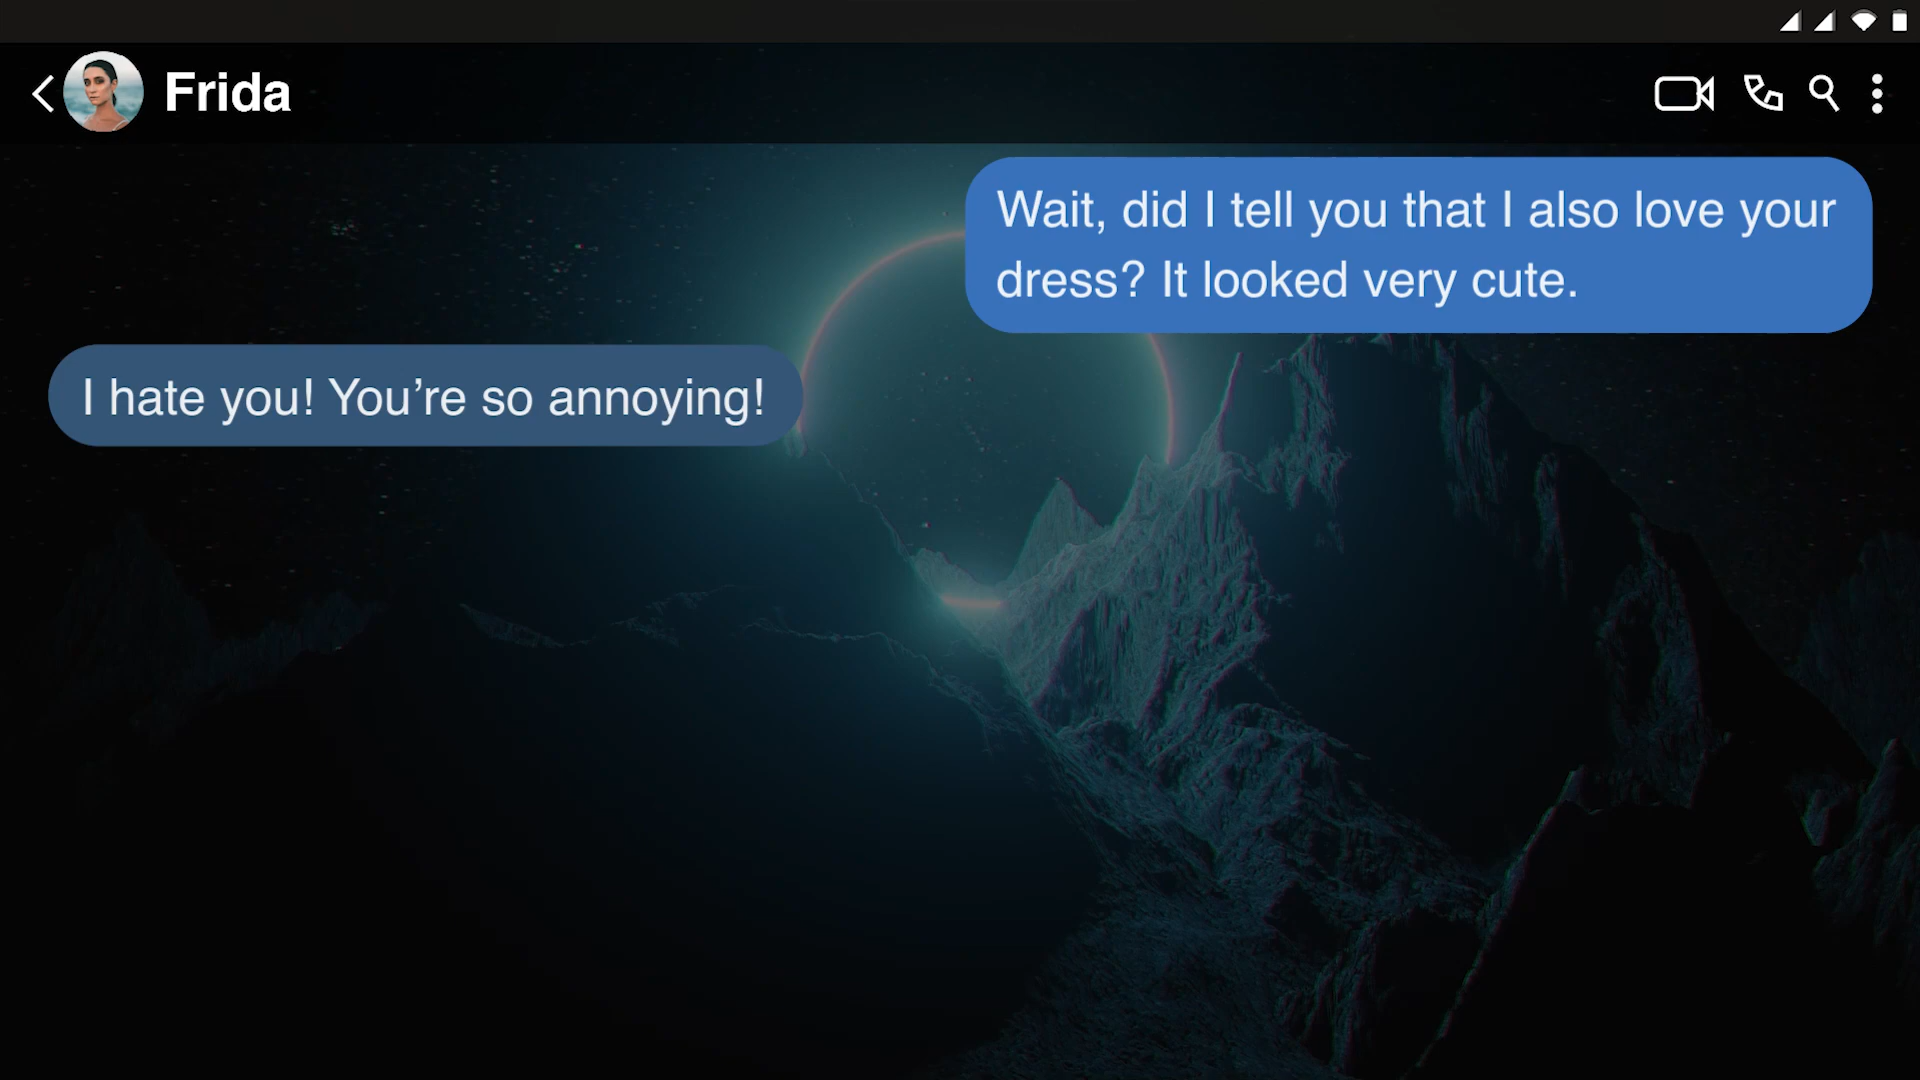 Frida
Wait, did I tell you that I also love your
dress? It looked very cute.
I hate you! You’re so annoying!